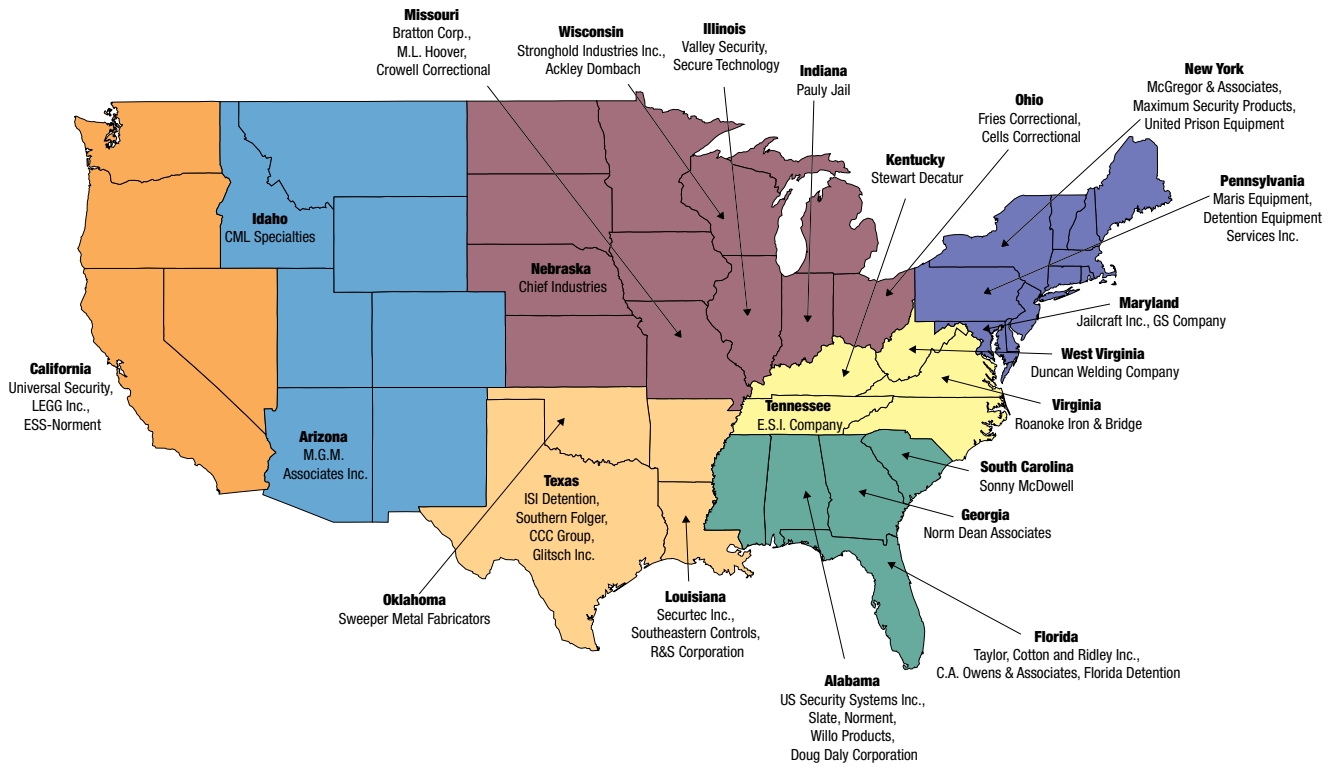 Missouri
Bratton Corp.,
M.L. Hoover,
Crowell Correctional
Wisconsin
Stronghold Industries Inc.,
Ackley Dombach
Illinois
Valley Security,
Secure Technology
Indiana
Pauly Jail
Ohio
Fries Correctional,
Cells Correctional
New York
McGregor & Associates,
Maximum Security Products,
United Prison Equipment
Kentucky
Stewart Decatur
Pennsylvania
Maris Equipment,
Detention Equipment
Services Inc.
Idaho
CML Specialties
Nebraska
Chief Industries
Maryland
Jailcraft Inc., GS Company
West Virginia
Duncan Welding Company
California
Universal Security,
LEGG Inc.,
ESS-Norment
Virginia
Roanoke Iron & Bridge
Tennessee
E.S.I. Company
Arizona
M.G.M.
Associates Inc.
Texas
ISI Detention,
Southern Folger,
CCC Group,
Glitsch Inc.
South Carolina
Sonny McDowell
Georgia
Norm Dean Associates
Oklahoma
Sweeper Metal Fabricators
Louisiana
Securtec Inc.,
Southeastern Controls,
R&S Corporation
Florida
Taylor, Cotton and Ridley Inc.,
C.A. Owens & Associates, Florida Detention
Alabama
US Security Systems Inc.,
Slate, Norment,
Willo Products,
Doug Daly Corporation